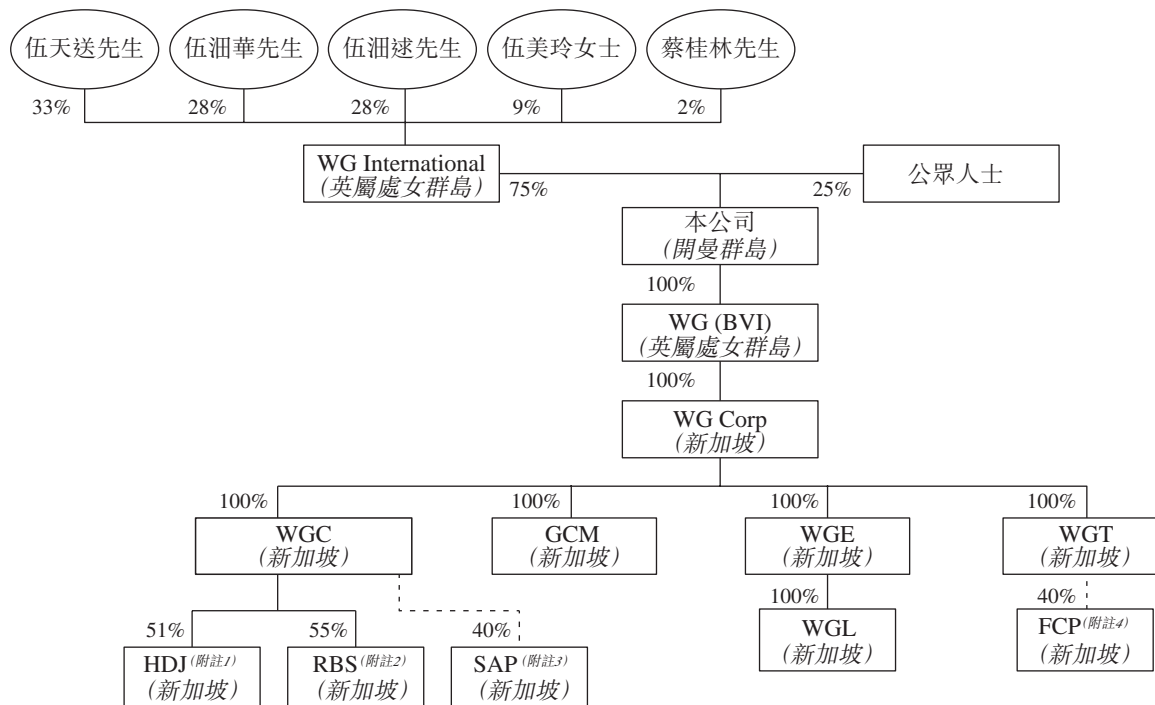 伍天送先生
伍沺華先生
伍沺逑先生
伍美玲女士
蔡桂林先生
33%
28%
28%
9%
2%
WG International
(英屬處女群島)
75%
25%
公眾人士
本公司
(開曼群島)
100%
WG (BVI)
(英屬處女群島)
100%
WG Corp
(新加坡)
100%
100%
100%
100%
WGC
(新加坡)
GCM
(新加坡)
WGE
(新加坡)
WGT
(新加坡)
51%
55%
40%
100%
40%
HDJ(附註1)
(新加坡)
RBS(附註2)
(新加坡)
SAP(附註3)
(新加坡)
WGL
(新加坡)
FCP(附註4)
(新加坡)